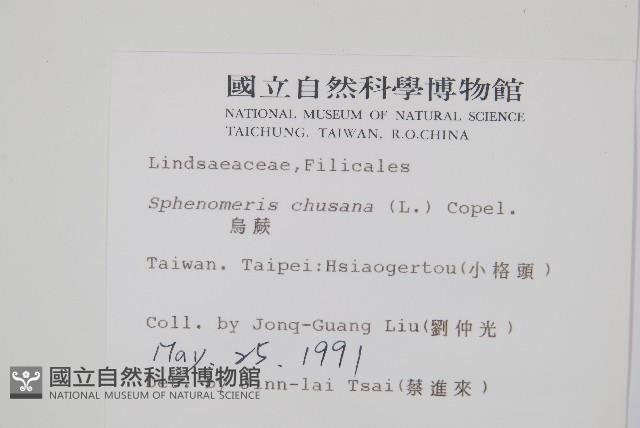 國立自然科學博物館
NATIONAL MUSEUM OF NATURAL SCIENCE
TAICHUNG, TAIWAN, R.O.CHINA
Lindsaeaceae,Filicales
Sphenomeris chusana (L.) Copel.
烏蕨
Taiwan. Taipei:Hsiaogertou(小格頭)
Coll. by Jonq-Guang Liu(劉仲光)
May. 25. 1991
Tsai(蔡進來)
國立自然科學博物館
NATIONAL MUSEUM OF NATURAL SCIENCE